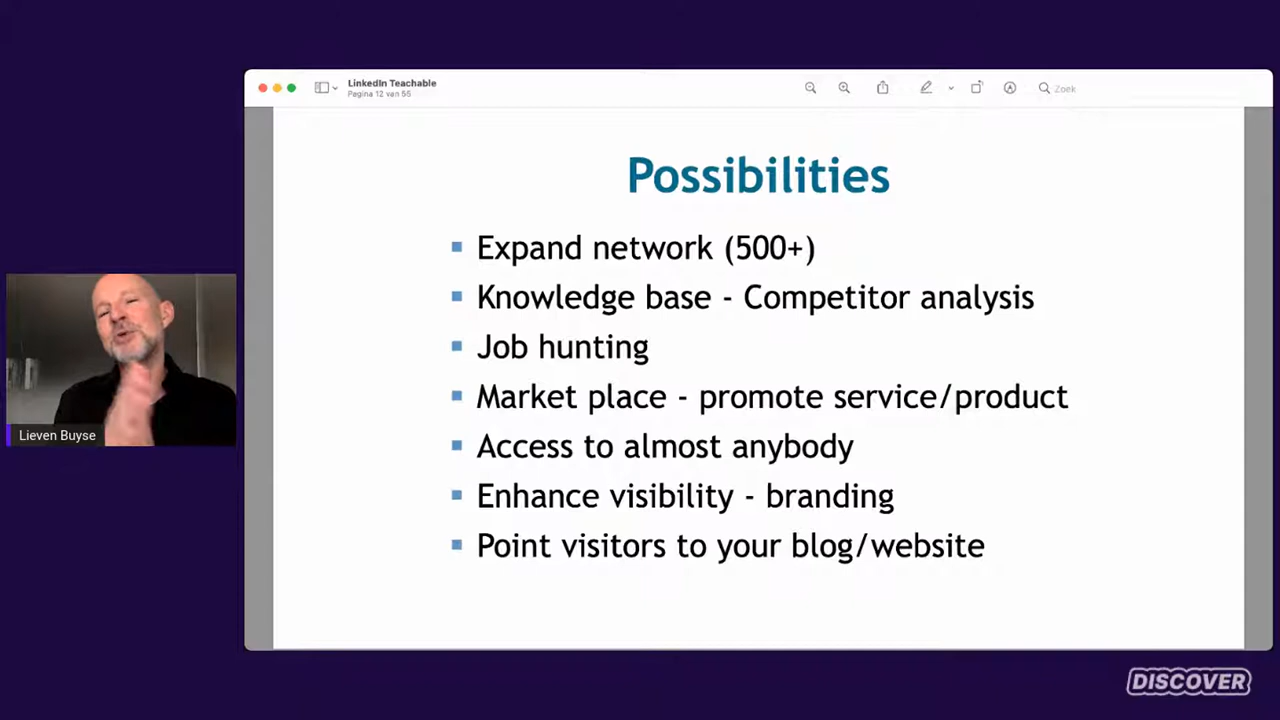 LinkedIn Teachable
Pagina 12 van 55
Zoek
Possibilities
Expand network (500+)
Knowledge base - Competitor analysis
Job hunting
Market place - promote service/product
Access to almost anybody
Enhance visibility - branding
Point visitors to your blog/website
Lieven Buyse
DISCOVER